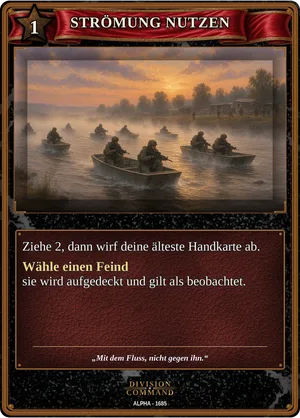 STRÖMUNG NUTZEN
1
Ziehe 2, dann wirf deine älteste Handkarte ab.
Wähle einen Feind
sie wird aufgedeckt und gilt als beobachtet.
„Mit dem Fluss, nicht gegen ihn.“
DIVISION
COMMAND
ALPHA - 1685